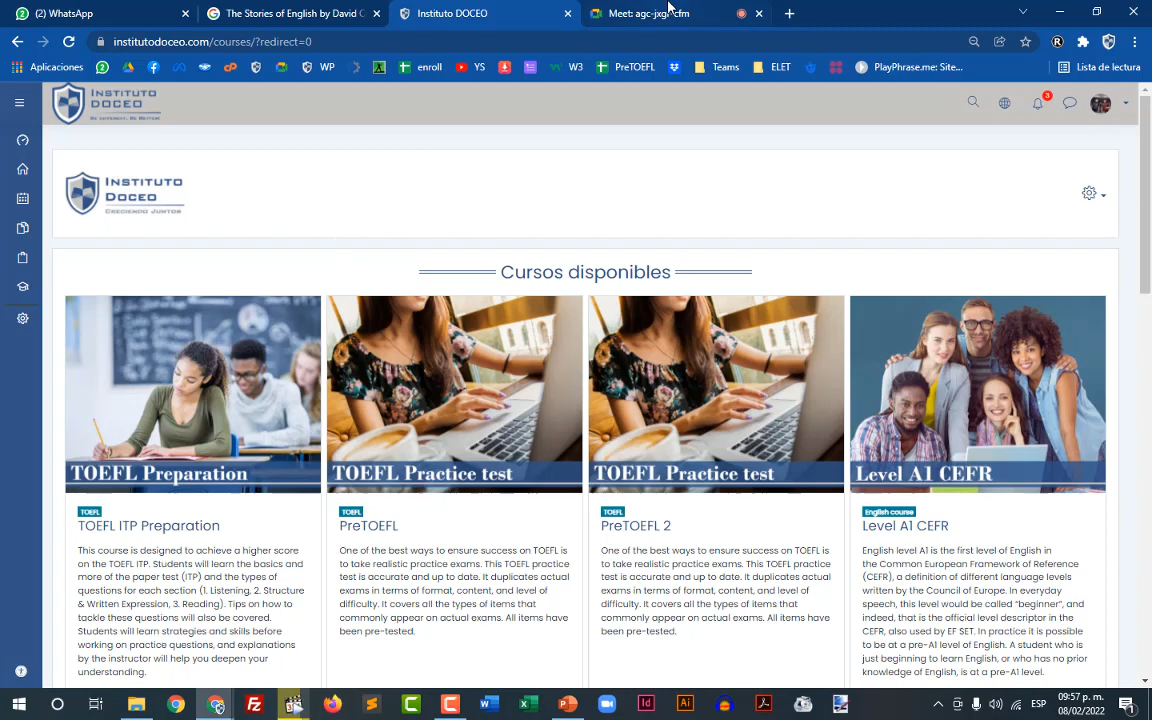 (2) WhatsApp
The Stories of English by David C
Instituto DOCEO
Meet: agc-jxgi-cfm
institutodoceo.com/courses/?redirect=0
Aplicaciones
WP
enroll
YS
W3
PreTOEFL
Teams
ELET
PlayPhrase.me: Site...
Lista de lectura
INSTITUTO
DOCEO
BE DIFFERENT, BE BETTER
3
INSTITUTO
DOCEO
CRECIENDO JUNTOS
Cursos disponibles
TOEFL Preparation
TOEFL
TOEFL ITP Preparation
This course is designed to achieve a higher score
on the TOEFL ITP. Students will learn the basics and
more of the paper test (ITP) and the types of
questions for each section (1. Listening, 2. Structure
& Written Expression, 3. Reading). Tips on how to
tackle these questions will also be covered.
Students will learn strategies and skills before
working on practice questions, and explanations
by the instructor will help you deepen your
understanding.
TOEFL Practice test
TOEFL
PreTOEFL
One of the best ways to ensure success on TOEFL is
to take realistic practice exams. This TOEFL practice
test is accurate and up to date. It duplicates actual
exams in terms of format, content, and level of
difficulty. It covers all the types of items that
commonly appear on actual exams. All items have
been pre-tested.
TOEFL Practice test
TOEFL
PreTOEFL 2
One of the best ways to ensure success on TOEFL is
to take realistic practice exams. This TOEFL practice
test is accurate and up to date. It duplicates actual
exams in terms of format, content, and level of
difficulty. It covers all the types of items that
commonly appear on actual exams. All items have
been pre-tested.
Level A1 CEFR
English course
Level A1 CEFR
English level A1 is the first level of English in
the Common European Framework of Reference
(CEFR), a definition of different language levels
written by the Council of Europe. In everyday
speech, this level would be called “beginner”, and
indeed, that is the official level descriptor in the
CEFR, also used by EF SET. In practice it is possible
to be at a pre-A1 level of English. A student who is
just beginning to learn English, or who has no prior
knowledge of English, is at a pre-A1 level.
ESP
09:57 p. m.
08/02/2022
1